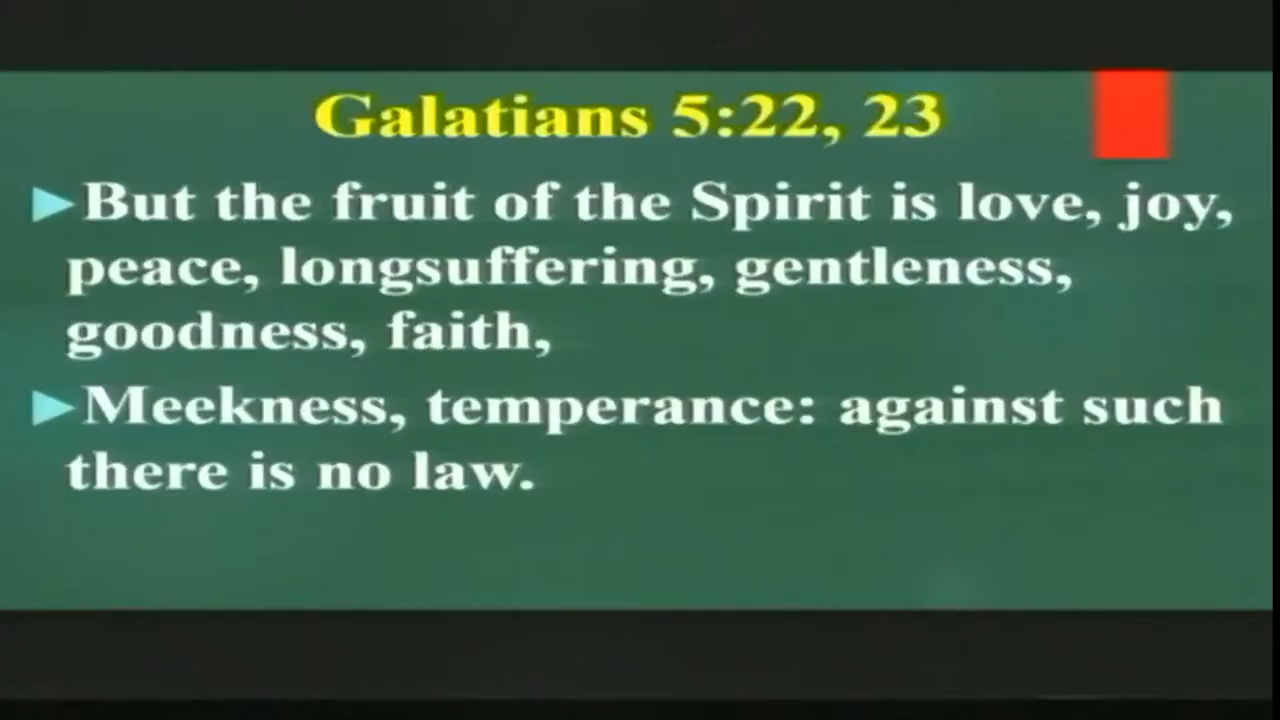 Galatians 5:22, 23
►But the fruit of the Spirit is love, joy,
peace, longsuffering, gentleness,
goodness, faith,
►Meekness, temperance: against such
there is no law.